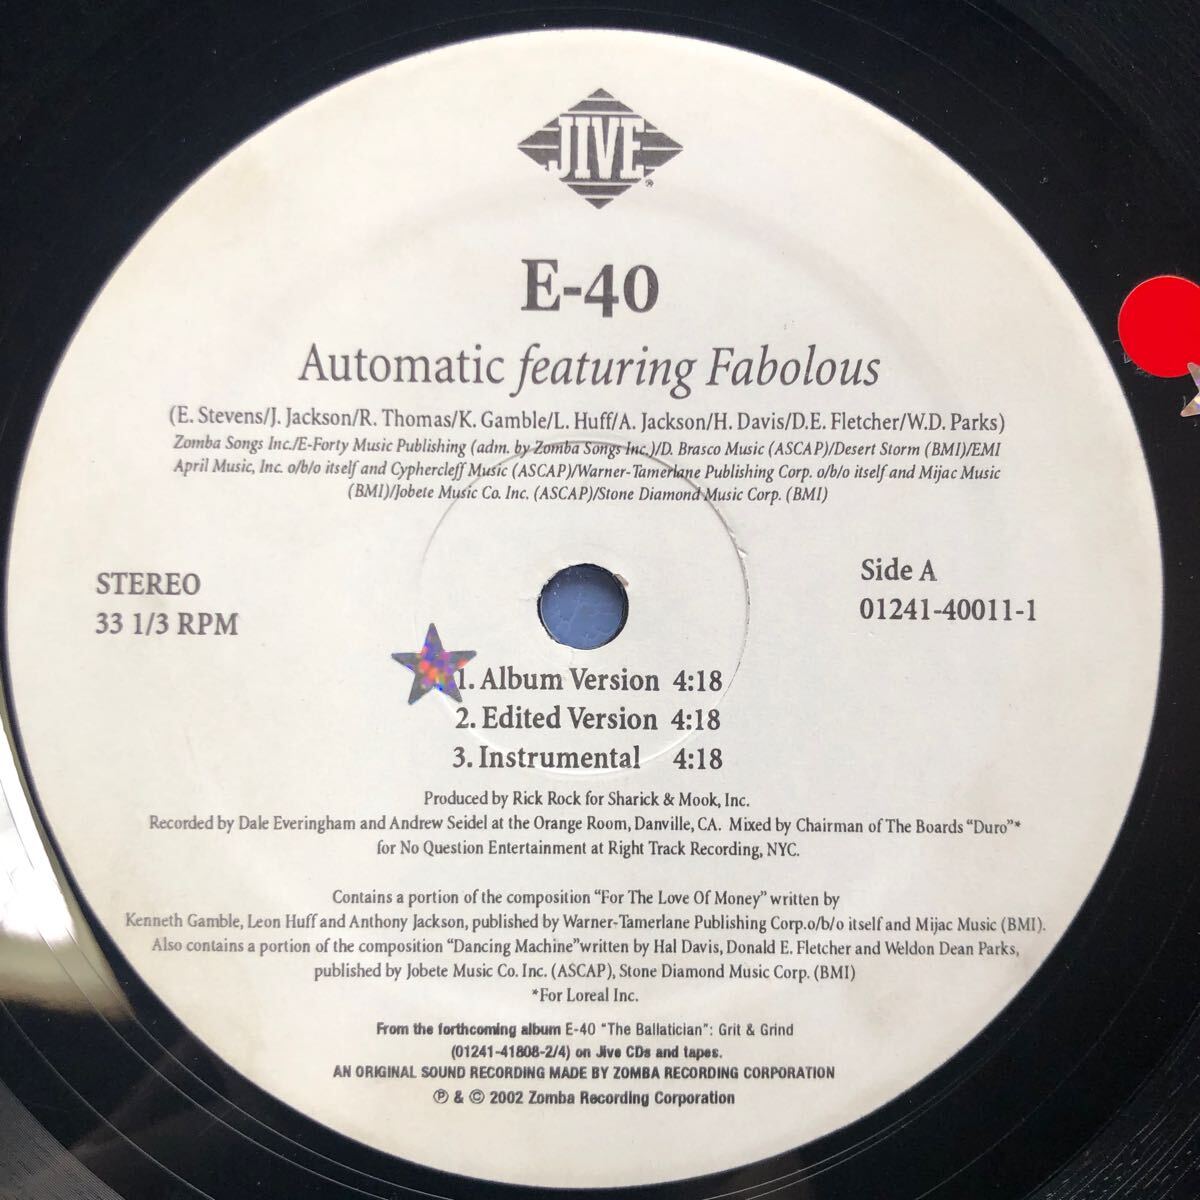 JIVE
E-40
Automatic featuring Fabolous
(E. Stevens/J. Jackson/R. Thomas/K. Gamble/L. Huff/A. Jackson/H. Davis/D.E. Fletcher/W.D. Parks)
Zomba Songs Inc./E-Forty Music Publishing (adm. by Zomba Songs Inc.)/D. Brasco Music (ASCAP)/Desert Storm (BMI)/EMI
April Music, Inc. o/b/o itself and Cyphercleff Music (ASCAP)/Warner-Tamerlane Publishing Corp. o/b/o itself and Mijac Music
(BMI)/Jobete Music Co. Inc. (ASCAP)/Stone Diamond Music Corp. (BMI)
STEREO
33 1/3 RPM
Side A
01241-40011-1
1. Album Version 4:18
2. Edited Version 4:18
3. Instrumental 4:18
Produced by Rick Rock for Sharick & Mook, Inc.
Recorded by Dale Everingham and Andrew Seidel at the Orange Room, Danville, CA. Mixed by Chairman of The Boards "Duro"*
for No Question Entertainment at Right Track Recording, NYC.
Contains a portion of the composition "For The Love Of Money" written by
Kenneth Gamble, Leon Huff and Anthony Jackson, published by Warner-Tamerlane Publishing Corp.o/b/o itself and Mijac Music (BMI).
Also contains a portion of the composition "Dancing Machine"written by Hal Davis, Donald E. Fletcher and Weldon Dean Parks,
published by Jobete Music Co. Inc. (ASCAP), Stone Diamond Music Corp. (BMI)
*For Loreal Inc.
From the forthcoming album E-40 "The Ballatician": Grit & Grind
(01241-41808-2/4) on Jive CDs and tapes.
AN ORIGINAL SOUND RECORDING MADE BY ZOMBA RECORDING CORPORATION
℗ & © 2002 Zomba Recording Corporation